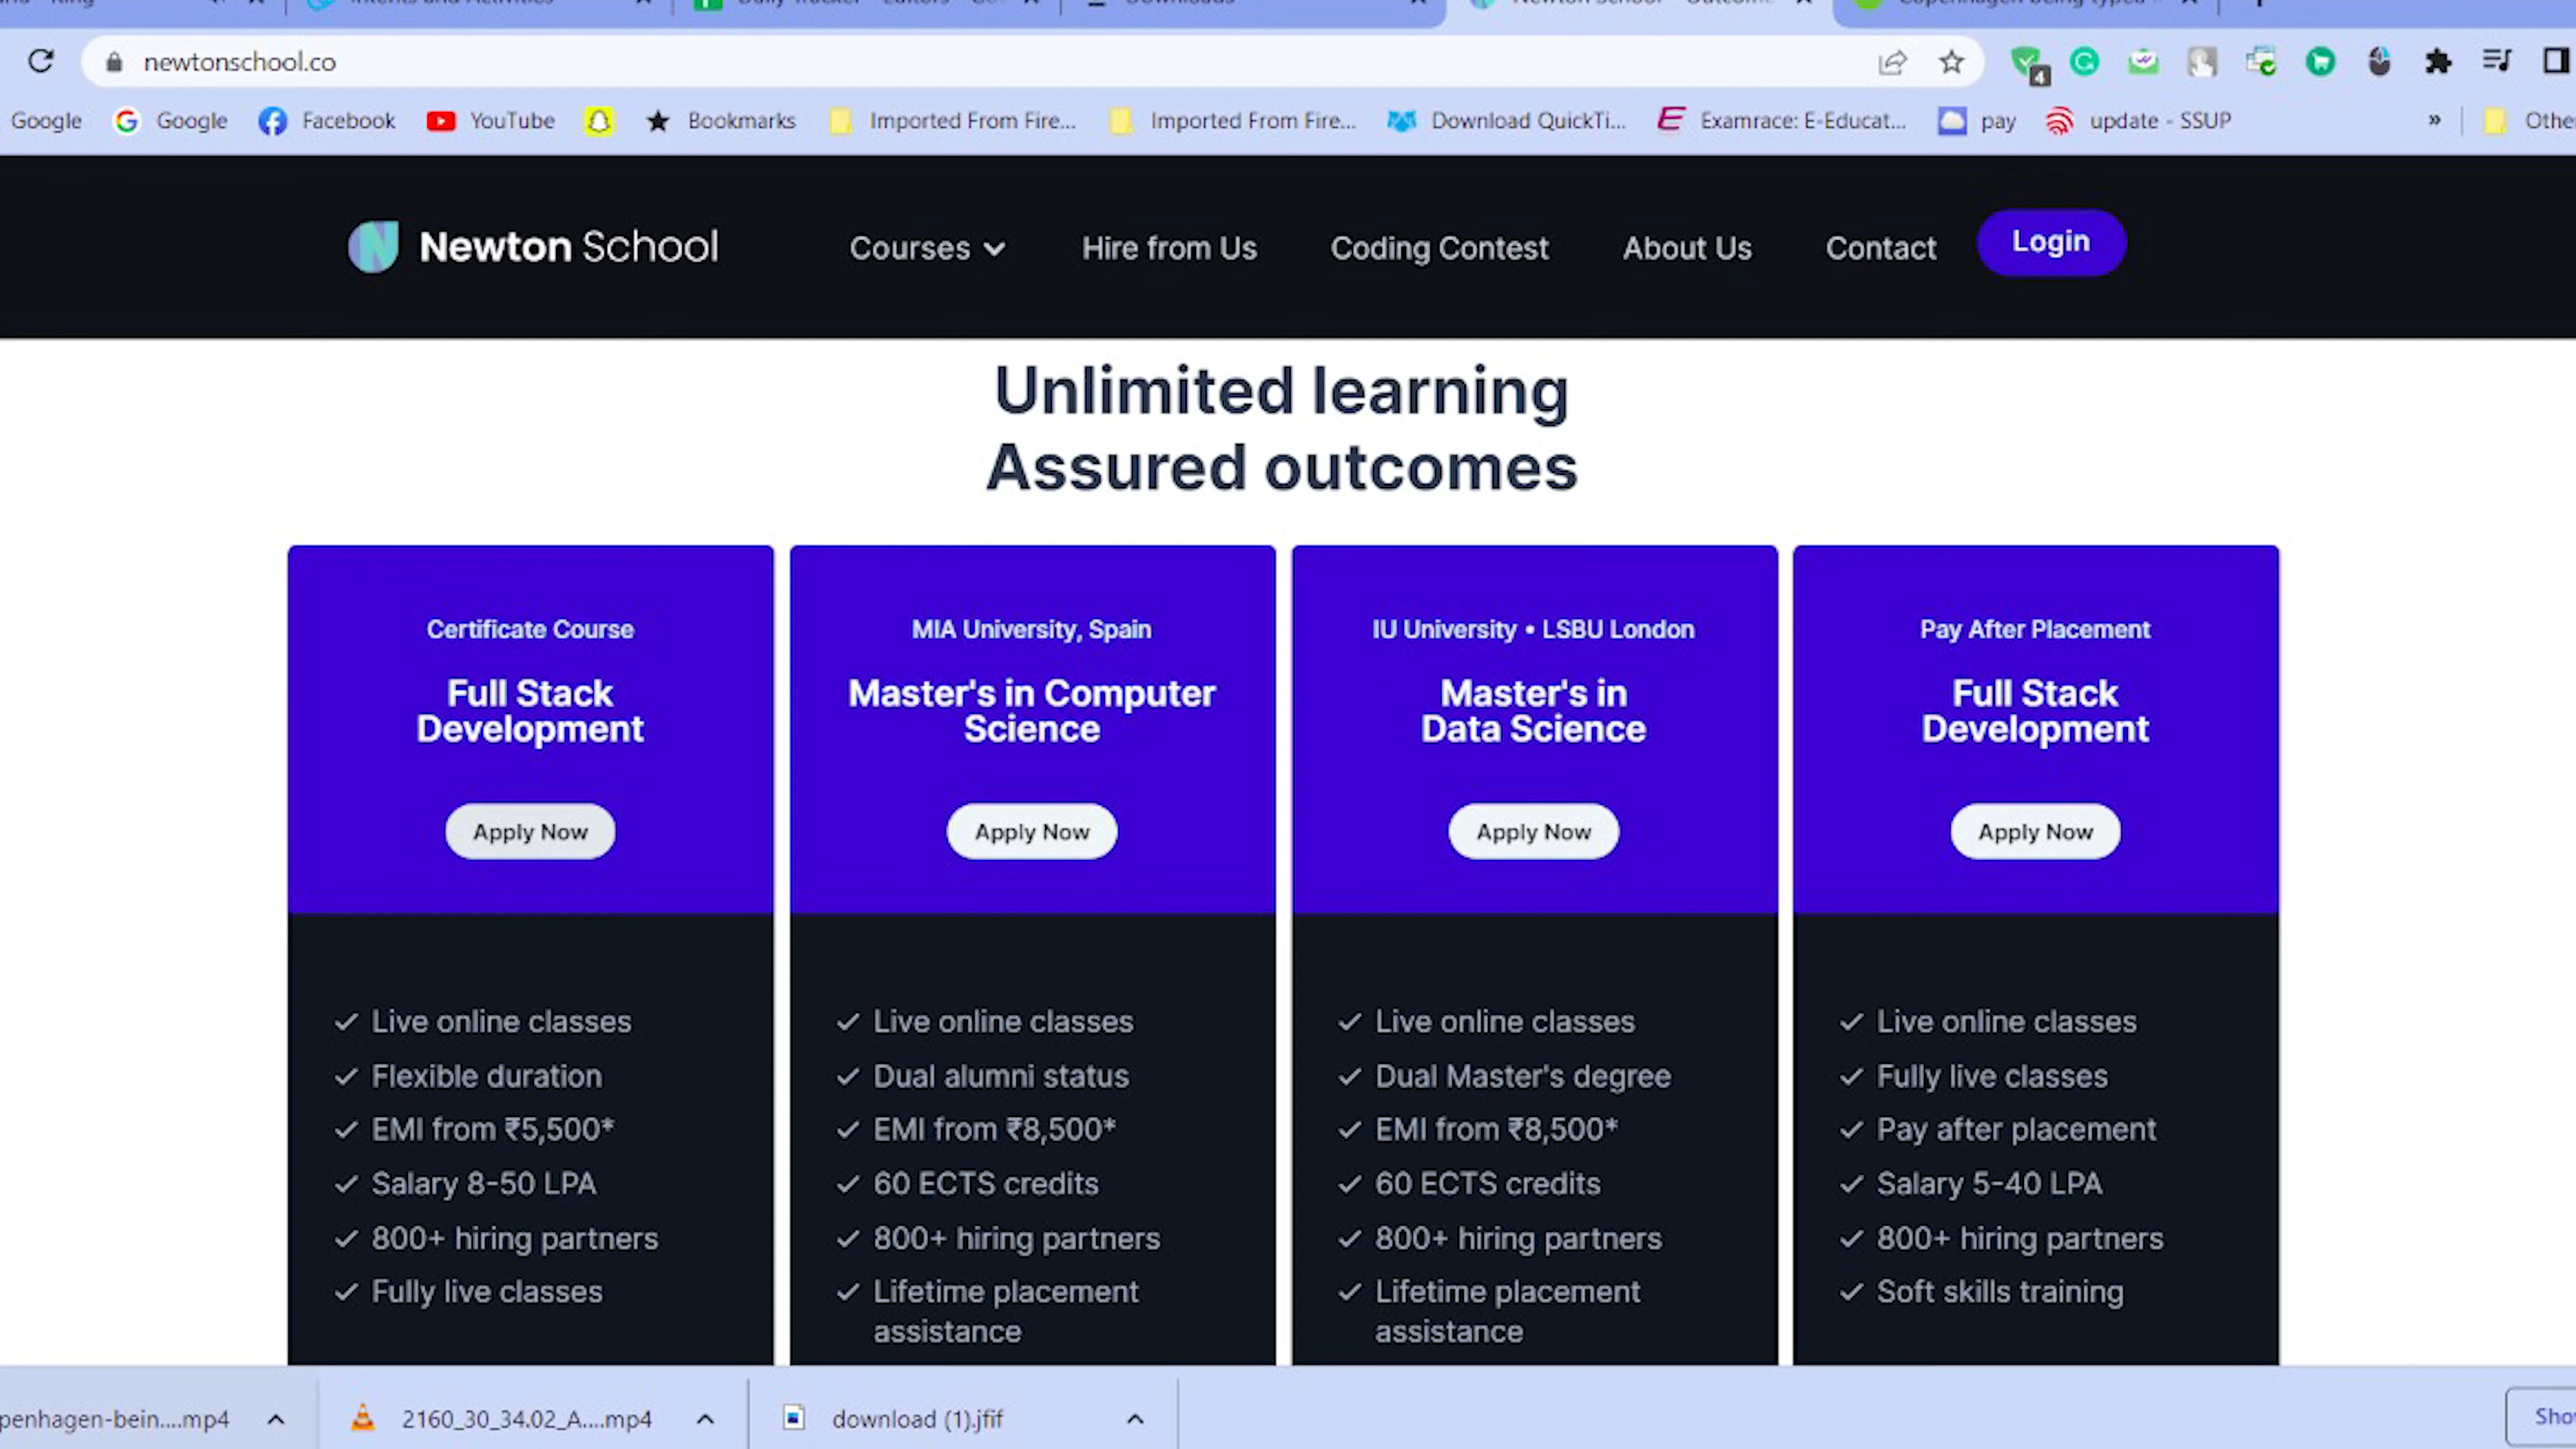 newtonschool.co
Google
Google
Facebook
YouTube
Bookmarks
Imported From Fire...
Imported From Fire...
Download QuickTi...
Examrace: E-Educat...
pay
update - SSUP
»
4
Newton School
Courses
Hire from Us
Coding Contest
About Us
Contact
Login
Unlimited learning
Assured outcomes
Certificate Course
Full Stack
Development
Apply Now
✓ Live online classes
✓ Flexible duration
✓ EMI from ₹5,500*
✓ Salary 8-50 LPA
✓ 800+ hiring partners
✓ Fully live classes
MIA University, Spain
Master's in Computer
Science
Apply Now
✓ Live online classes
✓ Dual alumni status
✓ EMI from ₹8,500*
✓ 60 ECTS credits
✓ 800+ hiring partners
✓ Lifetime placement
assistance
IU University • LSBU London
Master's in
Data Science
Apply Now
✓ Live online classes
✓ Dual Master's degree
✓ EMI from ₹8,500*
✓ 60 ECTS credits
✓ 800+ hiring partners
✓ Lifetime placement
assistance
Pay After Placement
Full Stack
Development
Apply Now
✓ Live online classes
✓ Fully live classes
✓ Pay after placement
✓ Salary 5-40 LPA
✓ 800+ hiring partners
✓ Soft skills training
penhagen-bein....mp4
2160_30_34.02_A....mp4
download (1).jfif